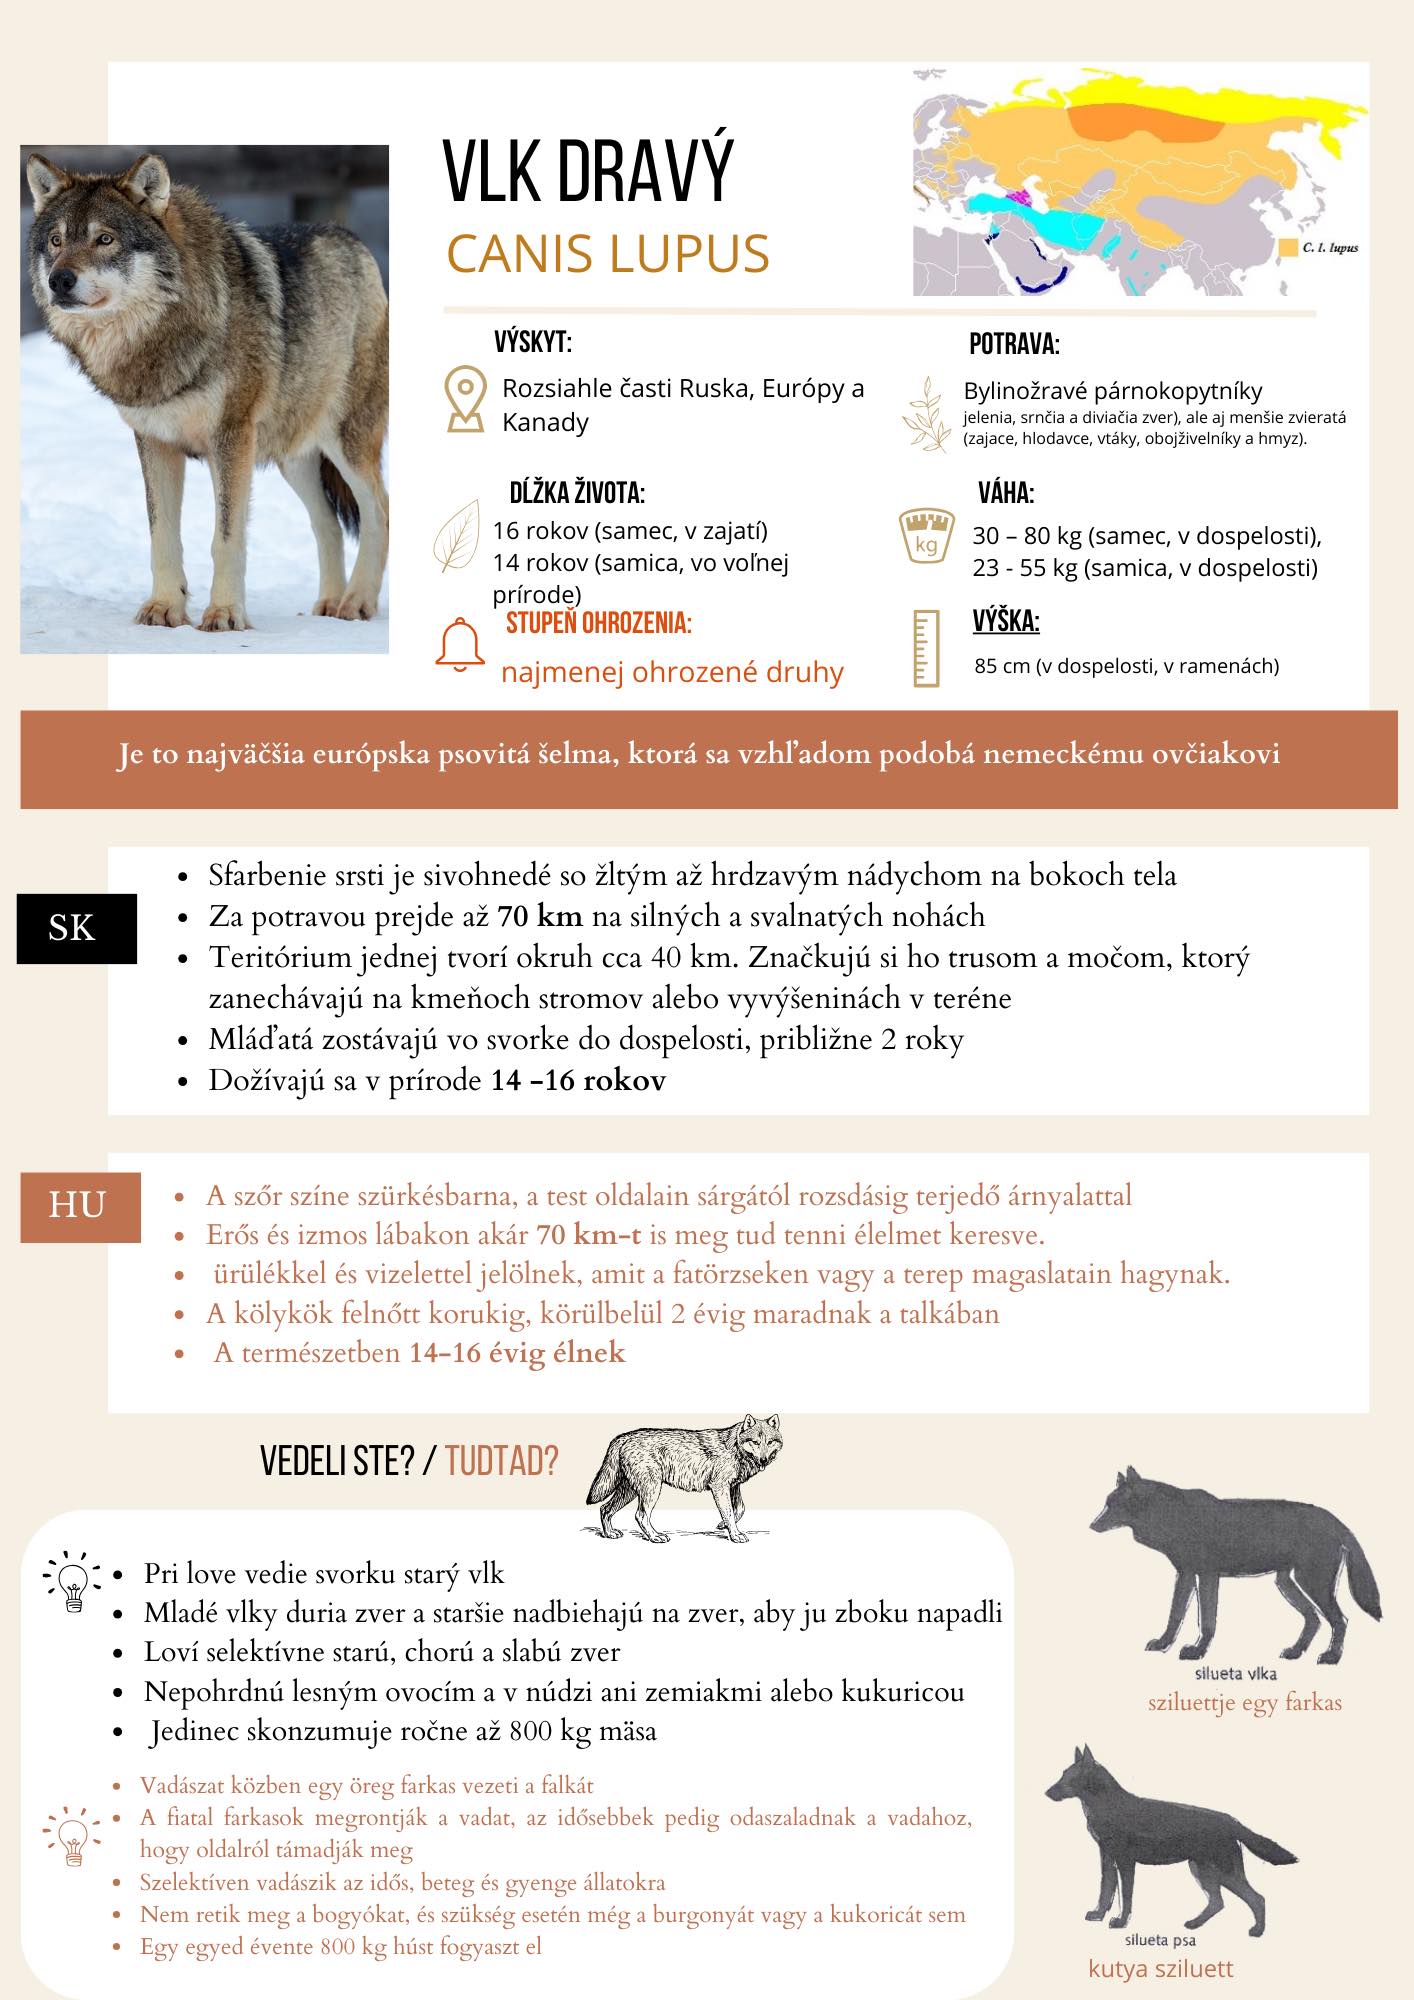 VLK DRAVÝ
CANIS LUPUS
C. l. lupus
VÝSKYT:
Rozsiahle časti Ruska, Európy a
Kanady
POTRAVA:
Bylinožravé párnokopytníky
jelenia, srnčia a diviačia zver), ale aj menšie zvieratá
(zajace, hlodavce, vtáky, obojživelníky a hmyz).
DĹŽKA ŽIVOTA:
16 rokov (samec, v zajatí)
14 rokov (samica, vo voľnej
prírode)
VÁHA:
kg
30 – 80 kg (samec, v dospelosti),
23 - 55 kg (samica, v dospelosti)
STUPEŇ OHROZENIA:
najmenej ohrozené druhy
VÝŠKA:
85 cm (v dospelosti, v ramenách)
Je to najväčšia európska psovitá šelma, ktorá sa vzhľadom podobá nemeckému ovčiakovi
SK
• Sfarbenie srsti je sivohnedé so žltým až hrdzavým nádychom na bokoch tela
• Za potravou prejde až 70 km na silných a svalnatých nohách
• Teritórium jednej tvorí okruh cca 40 km. Značkujú si ho trusom a močom, ktorý
zanechávajú na kmeňoch stromov alebo vyvýšeninách v teréne
• Mláďatá zostávajú vo svorke do dospelosti, približne 2 roky
• Dožívajú sa v prírode 14 -16 rokov
HU
• A szőr színe szürkésbarna, a test oldalain sárgától rozsdásig terjedő árnyalattal
• Erős és izmos lábakon akár 70 km-t is meg tud tenni élelmet keresve.
• ürülékkel és vizelettel jelölnek, amit a fatörzseken vagy a terep magaslatain hagynak.
• A kölykök felnőtt korukig, körülbelül 2 évig maradnak a talkában
• A természetben 14-16 évig élnek
VEDELI STE? / TUDTAD?
• Pri love vedie svorku starý vlk
• Mladé vlky duria zver a staršie nadbiehajú na zver, aby ju zboku napadli
• Loví selektívne starú, chorú a slabú zver
• Nepohrdnú lesným ovocím a v núdzi ani zemiakmi alebo kukuricou
• Jedinec skonzumuje ročne až 800 kg mäsa
• Vadászat közben egy öreg farkas vezeti a falkát
• A fiatal farkasok megrontják a vadat, az idősebbek pedig odaszaladnak a vadahoz,
hogy oldalról támadják meg
• Szelektíven vadászik az idős, beteg és gyenge állatokra
• Nem retik meg a bogyókat, és szükség esetén még a burgonyát vagy a kukoricát sem
• Egy egyed évente 800 kg húst fogyaszt el
silueta vlka
sziluettje egy farkas
silueta psa
kutya sziluett